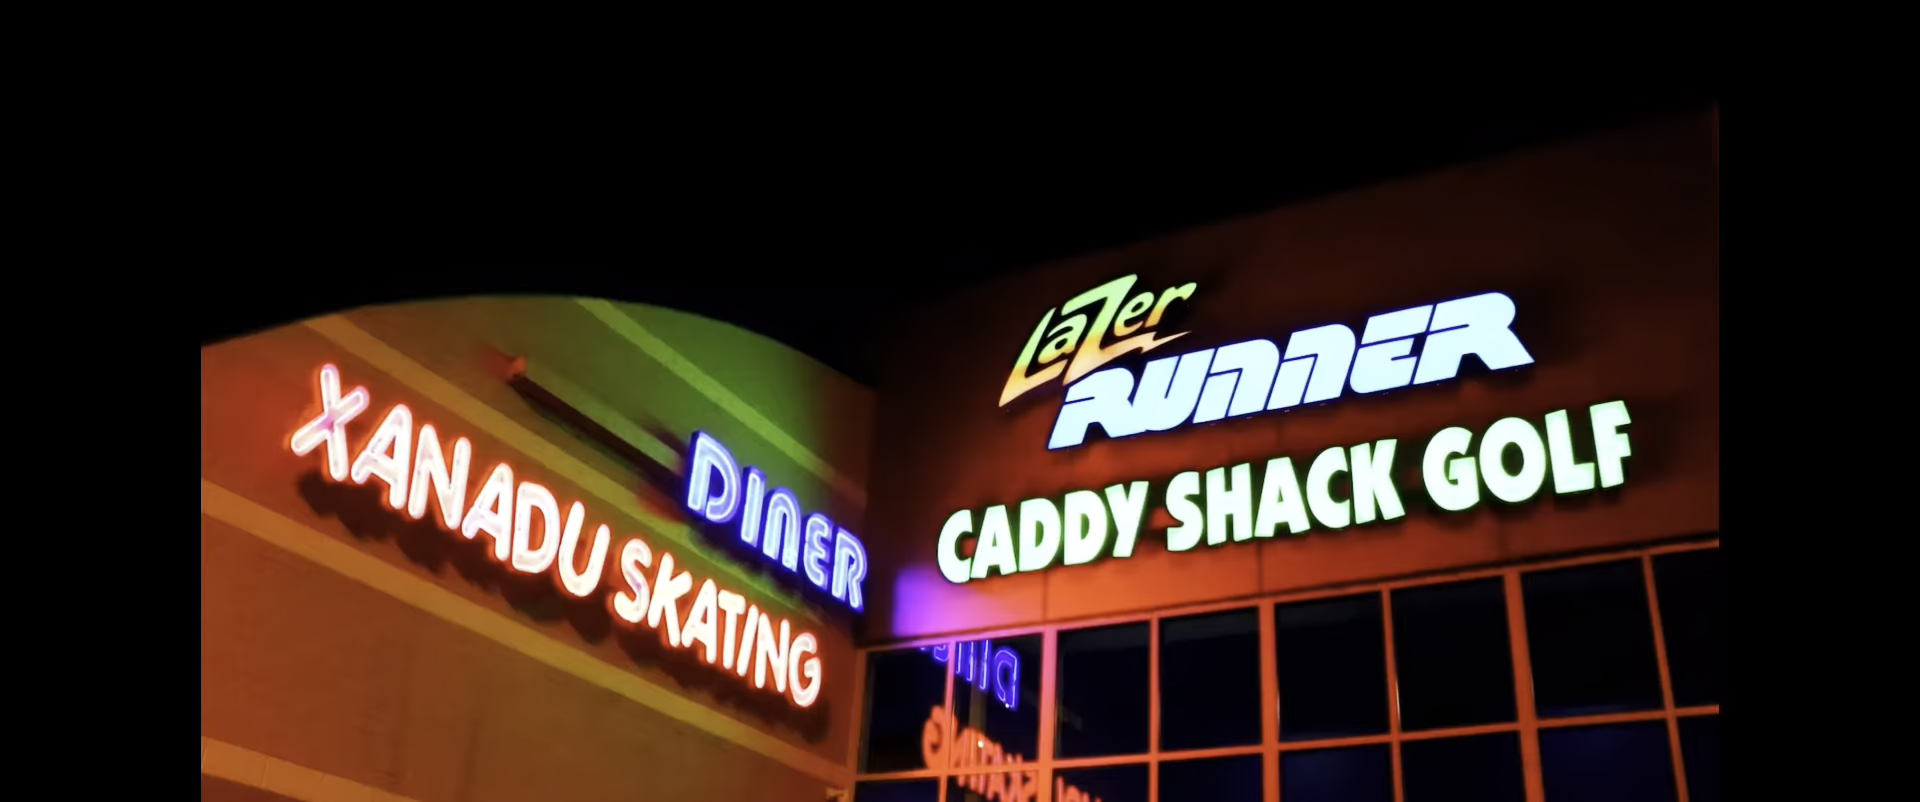 XANADU SKATING
DINER
LaZer
RUNNER
CADDY SHACK GOLF